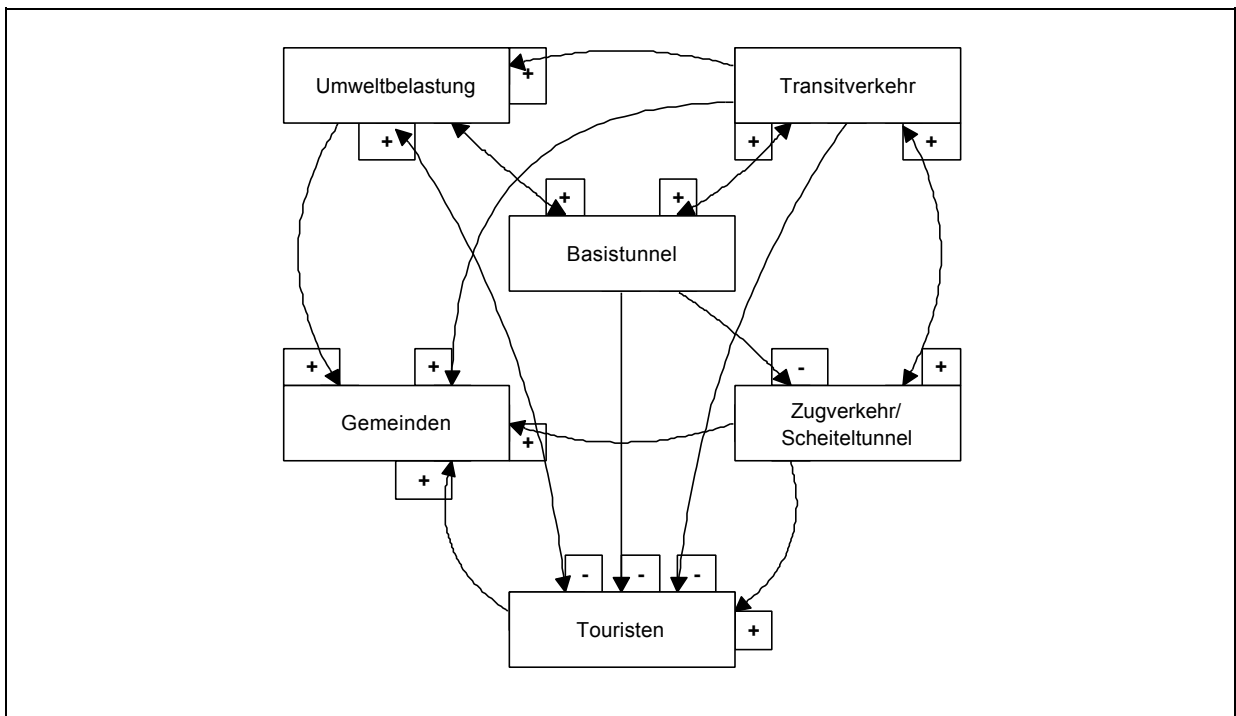 Umweltbelastung
+
Transitverkehr
+
+
+
+
+
Basistunnel
+
+
-
+
Gemeinden
+
Zugverkehr/
Scheiteltunnel
+
-
-
-
Touristen
+